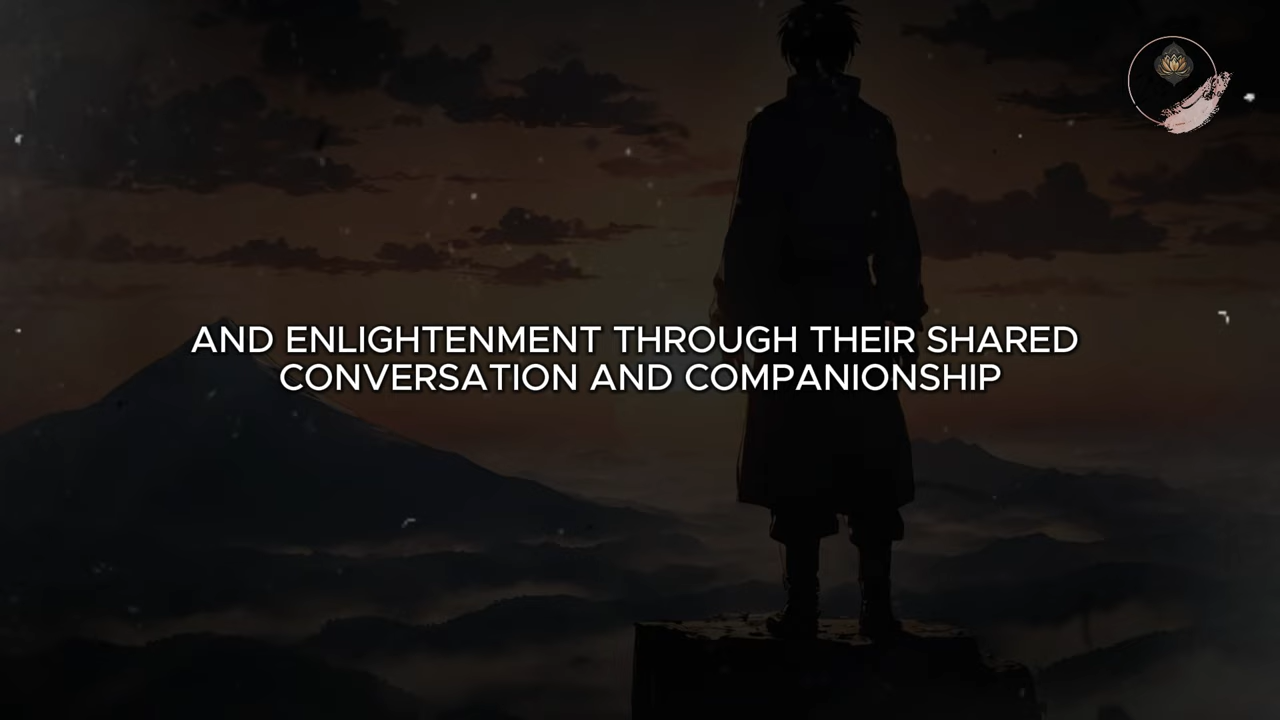 AND ENLIGHTENMENT THROUGH THEIR SHARED
CONVERSATION AND COMPANIONSHIP